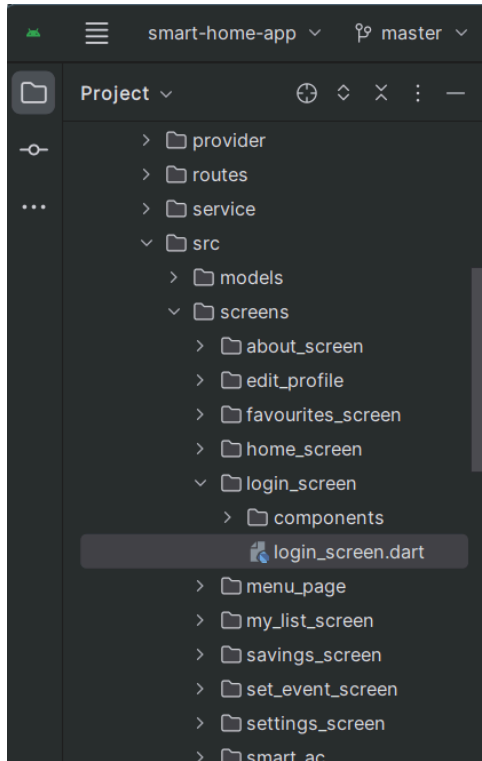 smart-home-app master
Project
provider
routes
service
src
models
screens
about_screen
edit_profile
favourites_screen
home_screen
login_screen
components
login_screen.dart
menu_page
my_list_screen
savings_screen
set_event_screen
settings_screen
smart_ac